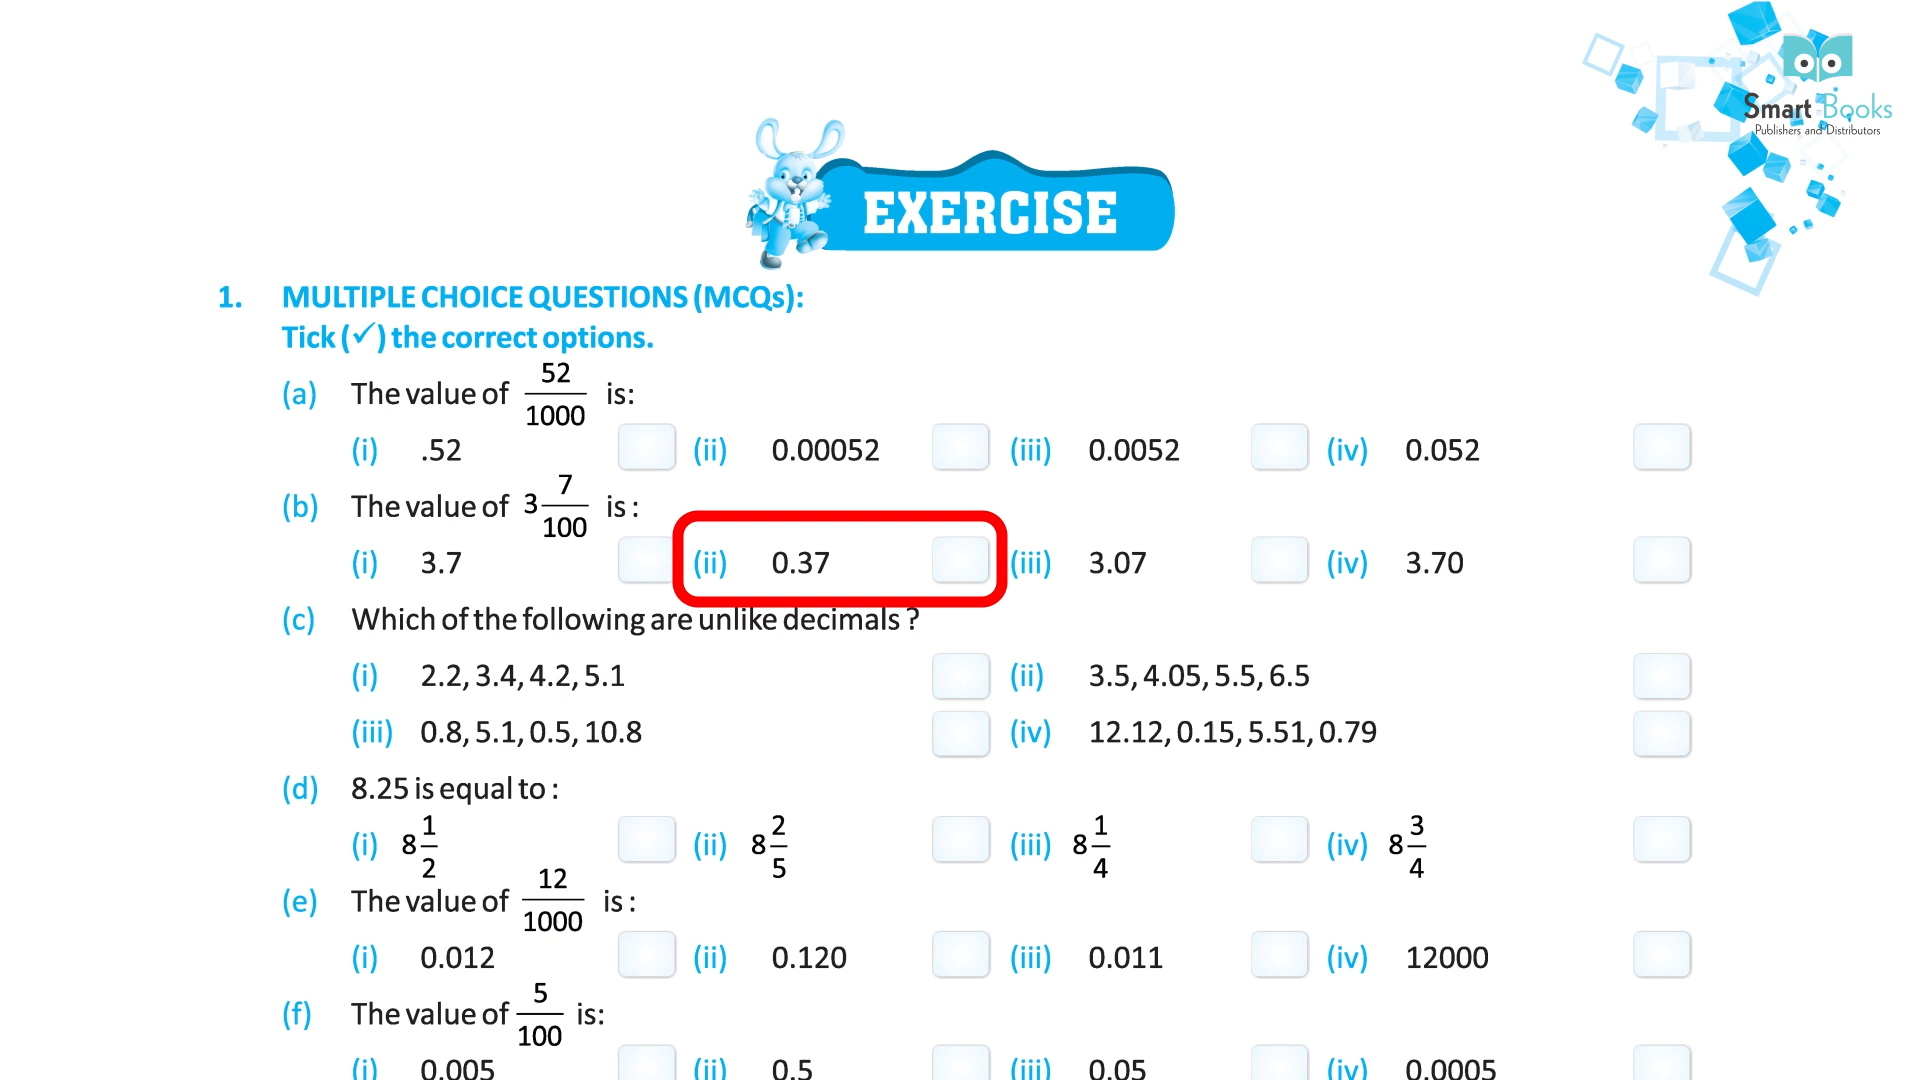 Smart Books
Publishers and Distributors
EXERCISE
1. MULTIPLE CHOICE QUESTIONS (MCQs):
Tick (✓) the correct options.
(a) The value of 52/1000 is:
(i) .52 (ii) 0.00052 (iii) 0.0052 (iv) 0.052
(b) The value of 3 7/100 is :
(i) 3.7 (ii) 0.37 (iii) 3.07 (iv) 3.70
(c) Which of the following are unlike decimals ?
(i) 2.2, 3.4, 4.2, 5.1 (ii) 3.5, 4.05, 5.5, 6.5
(iii) 0.8, 5.1, 0.5, 10.8 (iv) 12.12, 0.15, 5.51, 0.79
(d) 8.25 is equal to :
(i) 8 1/2 (ii) 8 2/5 (iii) 8 1/4 (iv) 8 3/4
(e) The value of 12/1000 is :
(i) 0.012 (ii) 0.120 (iii) 0.011 (iv) 12000
(f) The value of 5/100 is:
(i) 0.005 (ii) 0.5 (iii) 0.05 (iv) 0.0005